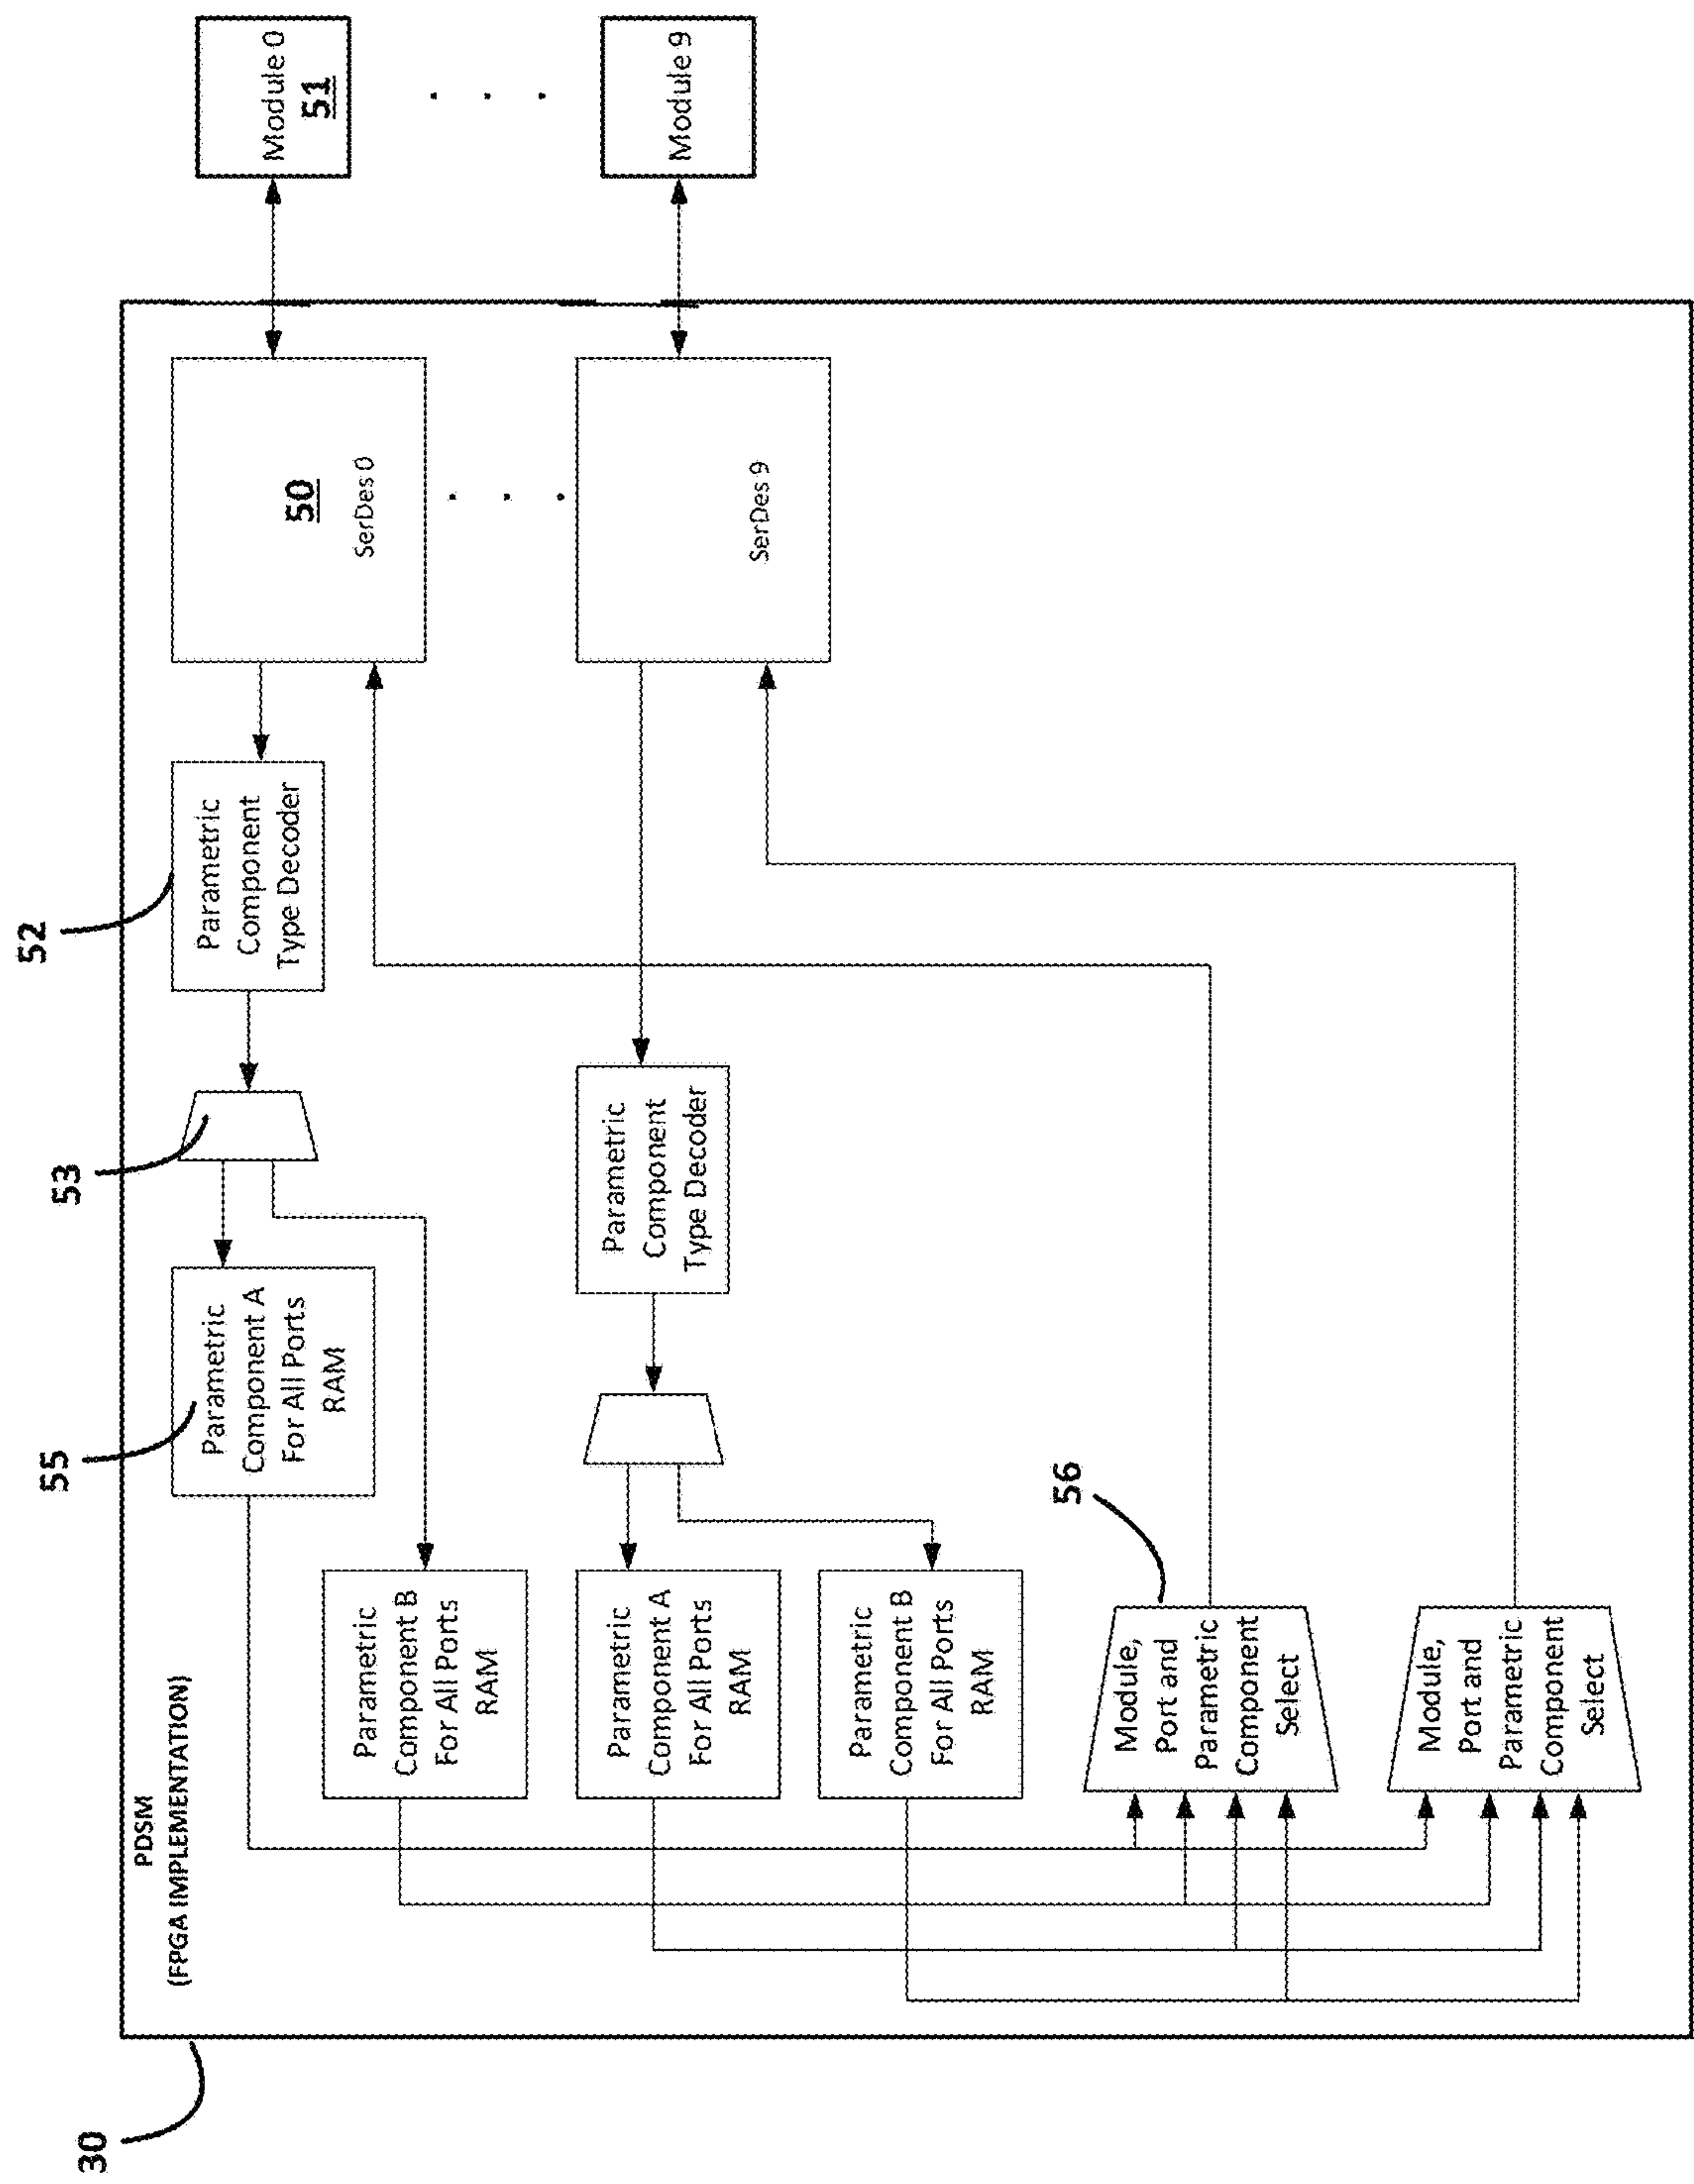 30
PDSM
(FPGA IMPLEMENTATION)
55
Parametric
Component A
For All Ports
RAM
53
52
Parametric
Component
Type Decoder
50
SerDes 0
Module 0
51
Parametric
Component B
For All Ports
RAM
Parametric
Component A
For All Ports
RAM
Parametric
Component
Type Decoder
SerDes 9
Module 9
Parametric
Component B
For All Ports
RAM
56
Module,
Port and
Parametric
Component
Select
Module,
Port and
Parametric
Component
Select